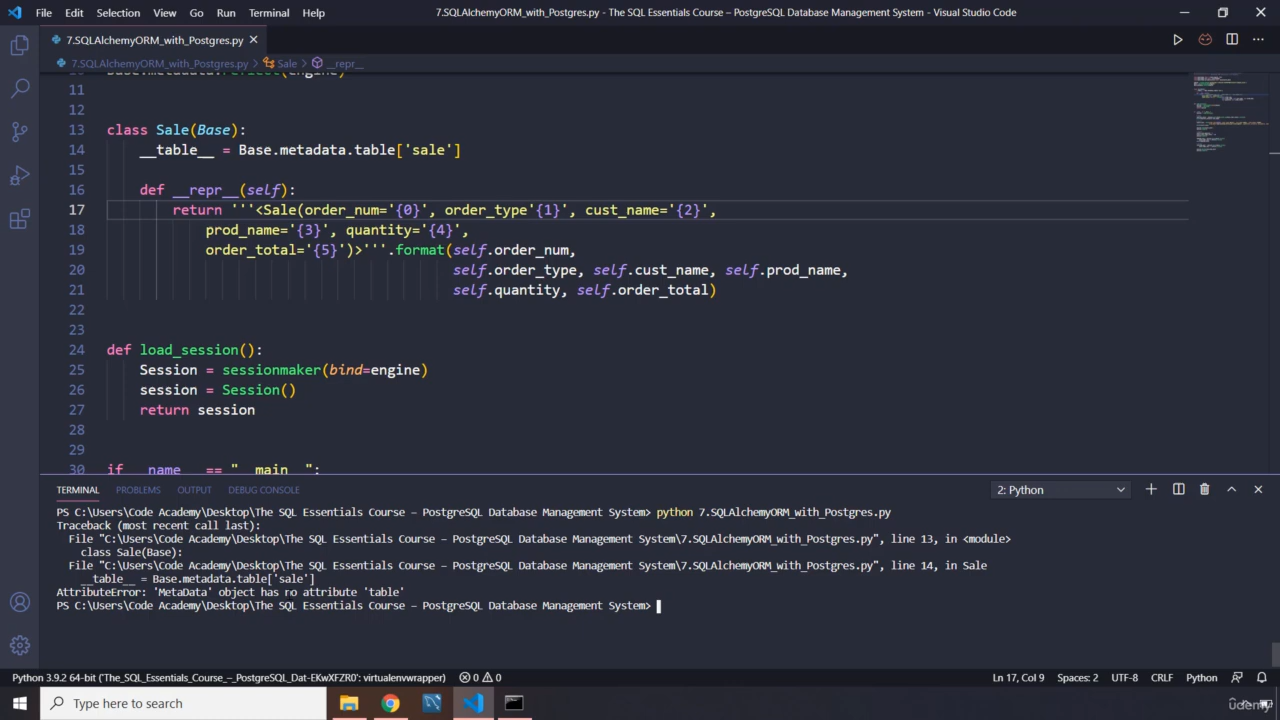 File Edit Selection View Go Run Terminal Help 7.SQLAlchemyORM_with_Postgres.py - The SQL Essentials Course – PostgreSQL Database Management System - Visual Studio Code
7.SQLAlchemyORM_with_Postgres.py
7.SQLAlchemyORM_with_Postgres.py > Sale > __repr__
10 Base.metadata.reflect(engine)
11
12
13 class Sale(Base):
14 __table__ = Base.metadata.table['sale']
15
16 def __repr__(self):
17 return '''<Sale(order_num='{0}', order_type'{1}', cust_name='{2}',
18 prod_name='{3}', quantity='{4}',
19 order_total='{5}')>'''.format(self.order_num,
20 self.order_type, self.cust_name, self.prod_name,
21 self.quantity, self.order_total)
22
23
24 def load_session():
25 Session = sessionmaker(bind=engine)
26 session = Session()
27 return session
28
29
30 if __name__ == "__main__":
TERMINAL PROBLEMS OUTPUT DEBUG CONSOLE 2: Python
PS C:\Users\Code Academy\Desktop\The SQL Essentials Course – PostgreSQL Database Management System> python 7.SQLAlchemyORM_with_Postgres.py
Traceback (most recent call last):
File "C:\Users\Code Academy\Desktop\The SQL Essentials Course – PostgreSQL Database Management System\7.SQLAlchemyORM_with_Postgres.py", line 13, in <module>
class Sale(Base):
File "C:\Users\Code Academy\Desktop\The SQL Essentials Course – PostgreSQL Database Management System\7.SQLAlchemyORM_with_Postgres.py", line 14, in Sale
__table__ = Base.metadata.table['sale']
AttributeError: 'MetaData' object has no attribute 'table'
PS C:\Users\Code Academy\Desktop\The SQL Essentials Course – PostgreSQL Database Management System>
Python 3.9.2 64-bit ('The_SQL_Essentials_Course_–_PostgreSQL_Dat-EKwXFZR0': virtualenvwrapper) 0 0 Ln 17, Col 9 Spaces: 2 UTF-8 CRLF Python
Type here to search
udemy